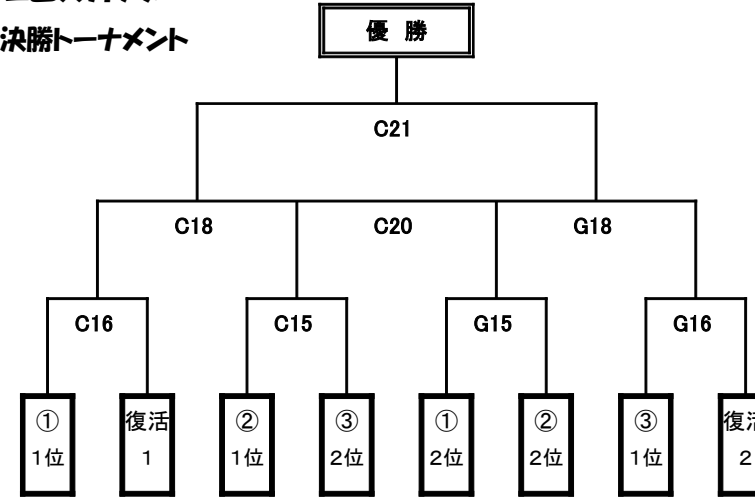 決勝トーナメント
優 勝
C21
C18 C20 G18
C16 C15 G15 G16
① 復活 ② ③ ① ② ③ 復活
1位 1 1位 2位 2位 2位 1位 2